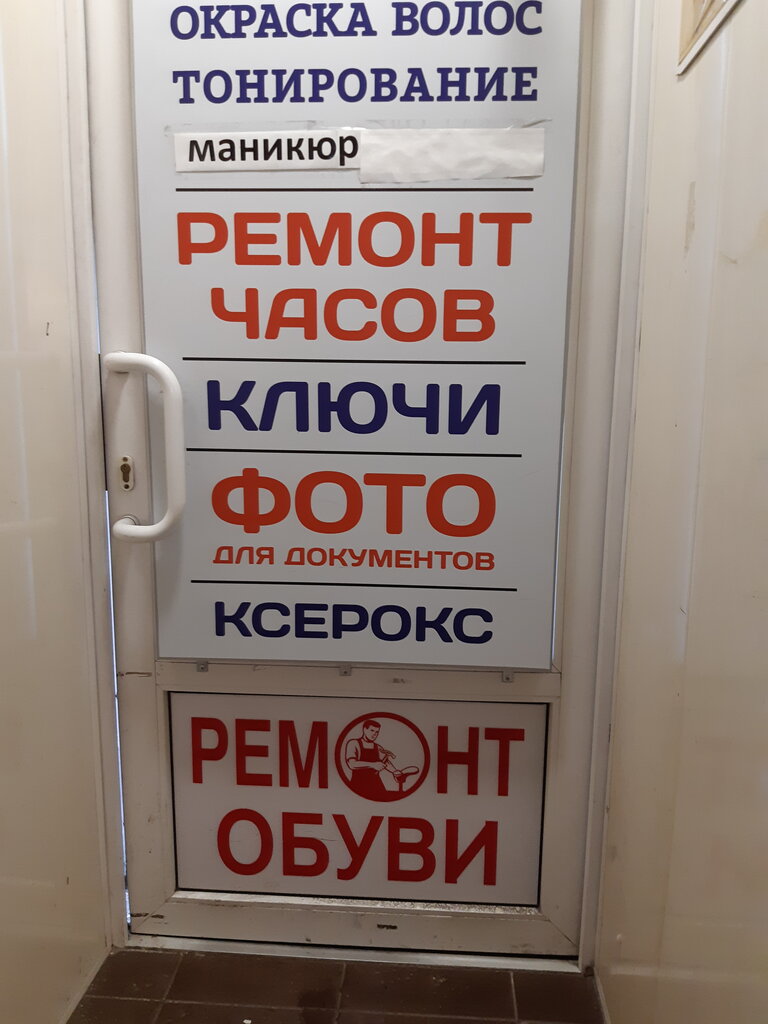 ОКРАСКА ВОЛОС
ТОНИРОВАНИЕ
маникюр
РЕМОНТ
ЧАСОВ
КЛЮЧИ
ФОТО
ДЛЯ ДОКУМЕНТОВ
КСЕРОКС
РЕМОНТ
ОБУВИ